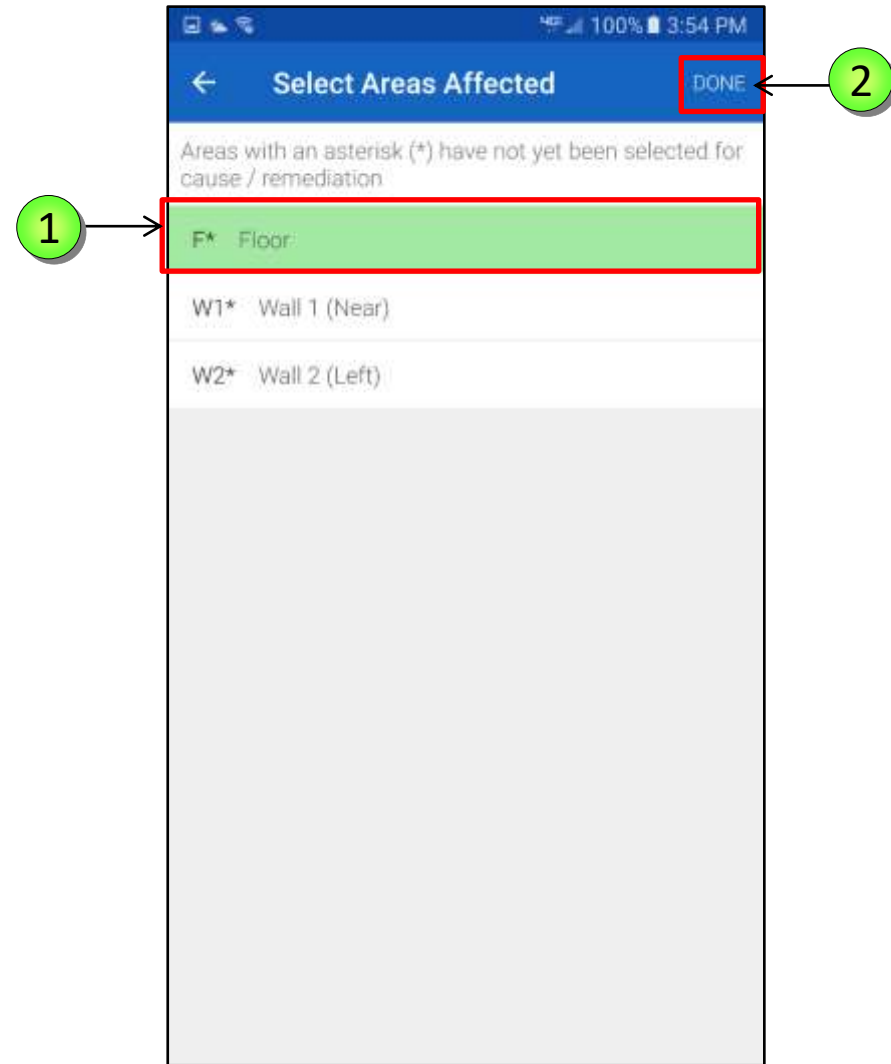 100% 3:54 PM
Select Areas Affected
DONE
2
Areas with an asterisk (*) have not yet been selected for
cause / remediation
1
F* Floor
W1* Wall 1 (Near)
W2* Wall 2 (Left)